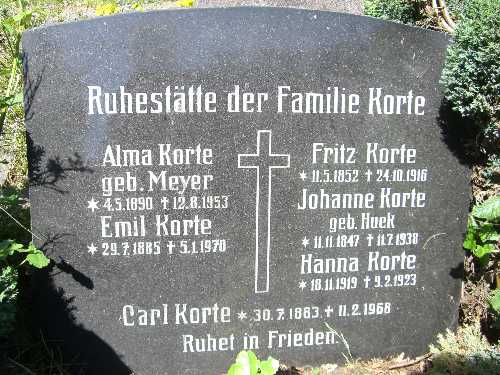 Ruhestätte der Familie Korte
Alma Korte
geb. Meyer
* 4.5.1890 † 12.8.1953
Emil Korte
* 29.7.1885 † 5.1.1970
Fritz Korte
* 11.5.1852 † 24.10.1916
Johanne Korte
geb. Huek
* 11.11.1847 † 11.7.1938
Hanna Korte
* 18.11.1919 † 9.2.1923
Carl Korte * 30.7.1883 † 11.2.1968
Ruhet in Frieden.